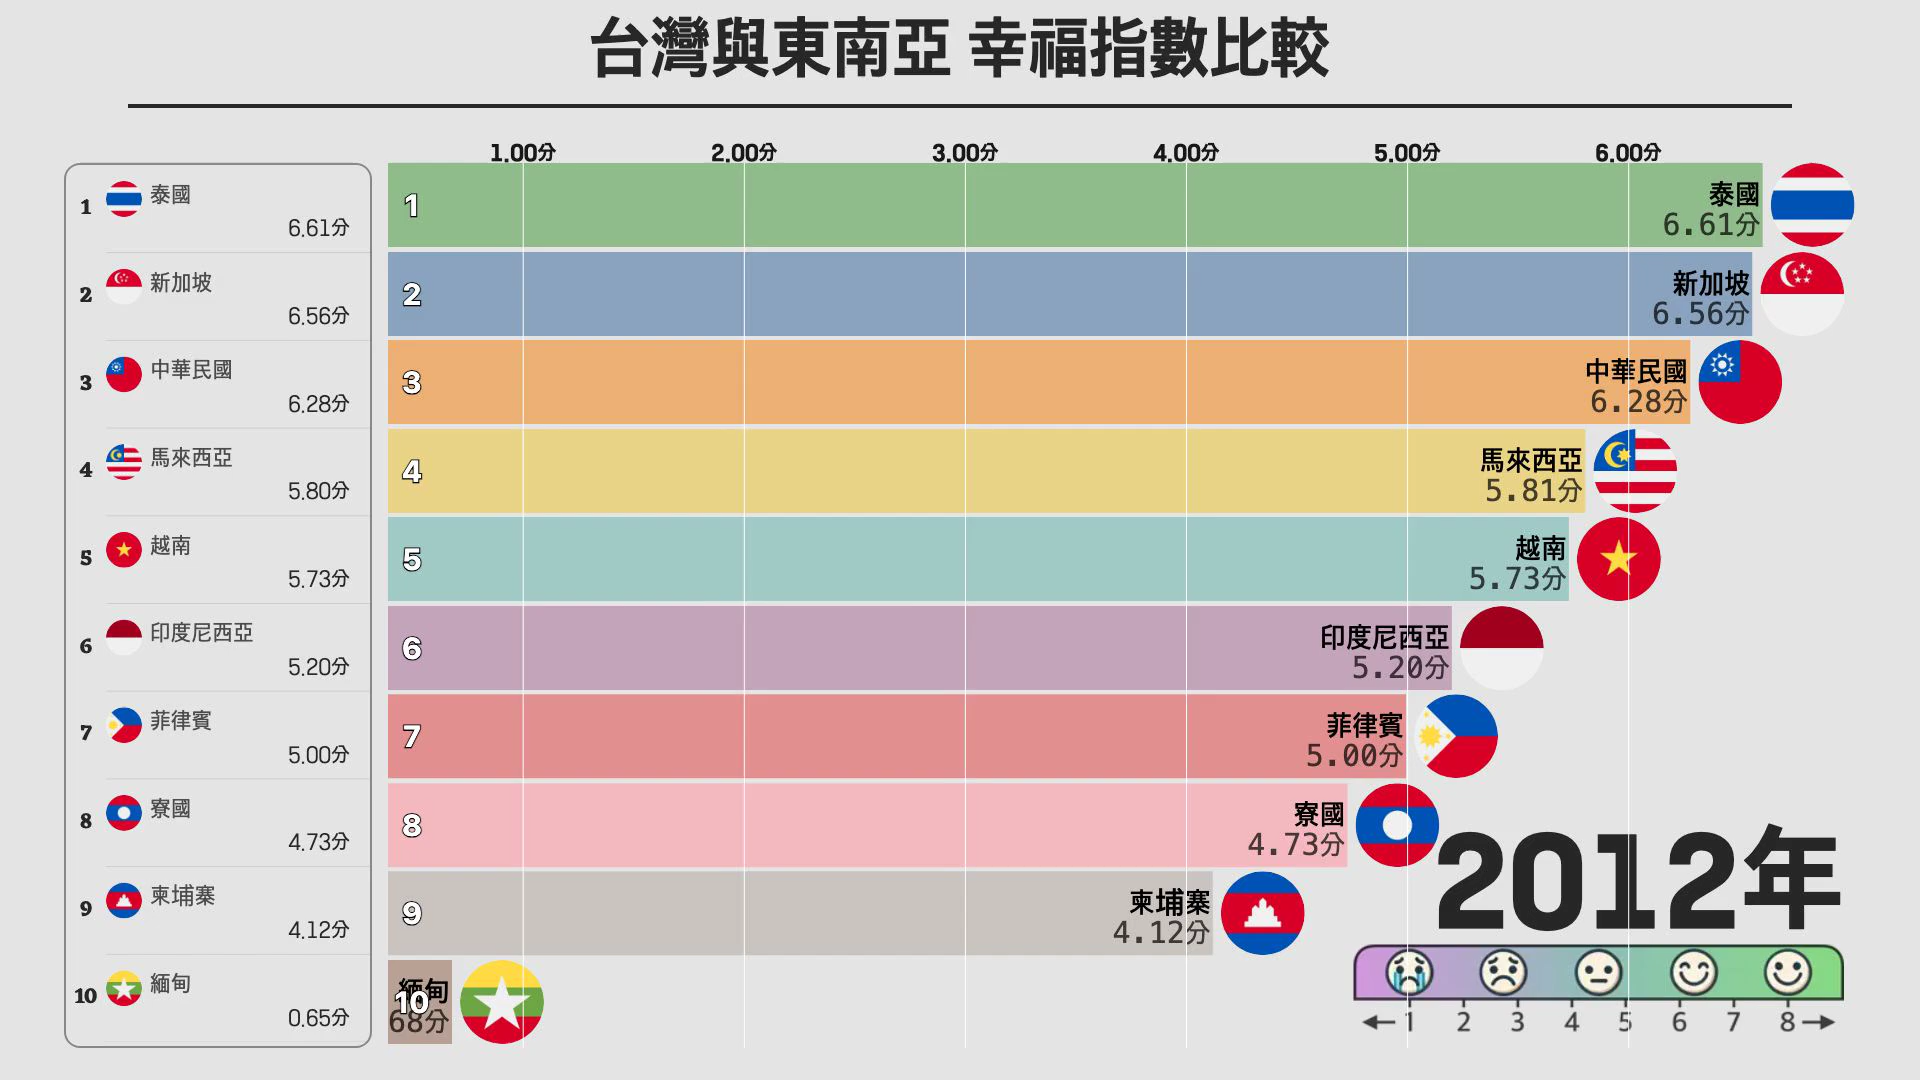 台灣與東南亞 幸福指數比較
1.00分 2.00分 3.00分 4.00分 5.00分 6.00分
1 泰國
6.61分
2 新加坡
6.56分
3 中華民國
6.28分
4 馬來西亞
5.80分
5 越南
5.73分
6 印度尼西亞
5.20分
7 菲律賓
5.00分
8 寮國
4.73分
9 柬埔寨
4.12分
10 緬甸
0.65分
1 泰國
6.61分
2 新加坡
6.56分
3 中華民國
6.28分
4 馬來西亞
5.81分
5 越南
5.73分
6 印度尼西亞
5.20分
7 菲律賓
5.00分
8 寮國
4.73分
9 柬埔寨
4.12分
10 緬甸
68分
2012年
← 1 2 3 4 5 6 7 8 →